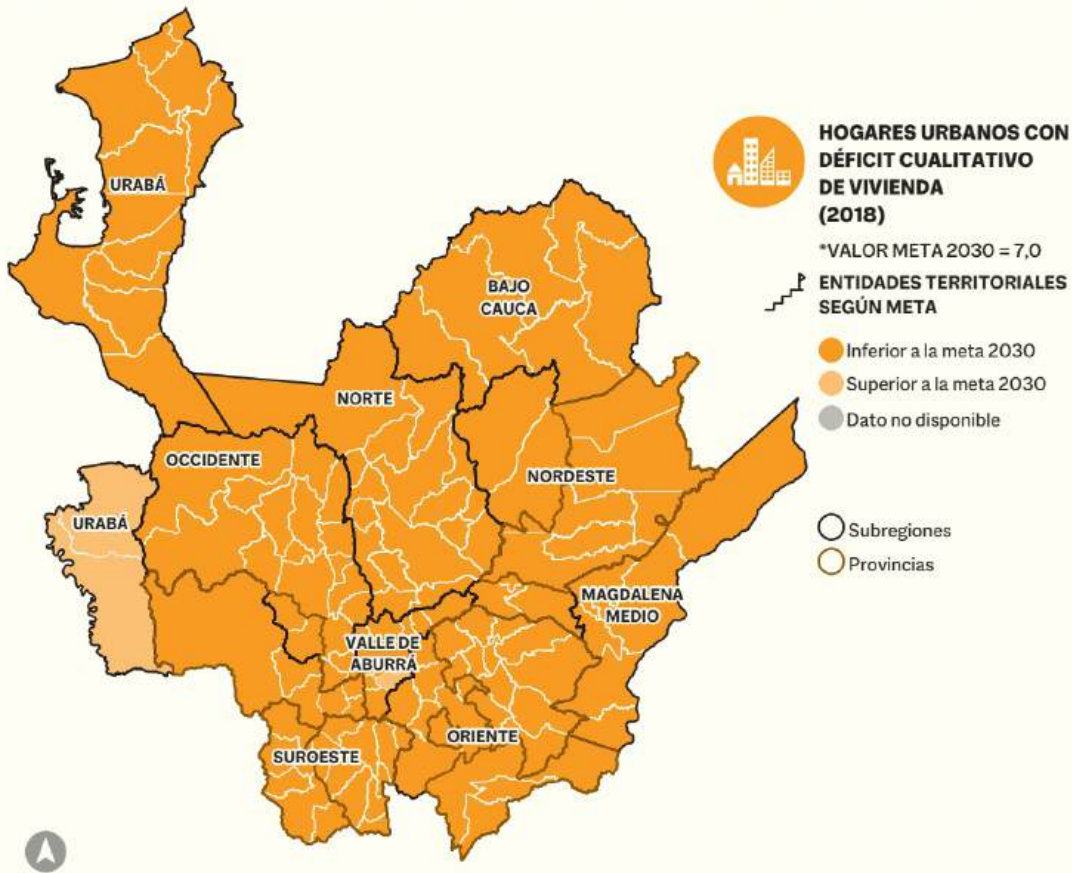 HOGARES URBANOS CON
DÉFICIT CUALITATIVO
DE VIVIENDA
(2018)
*VALOR META 2030 = 7,0
ENTIDADES TERRITORIALES
SEGÚN META
Inferior a la meta 2030
Superior a la meta 2030
Dato no disponible
Subregiones
Provincias
URABÁ
BAJO
CAUCA
NORTE
OCCIDENTE
NORDESTE
URABÁ
MAGDALENA
MEDIO
VALLE DE
ABURRÁ
ORIENTE
SUROESTE